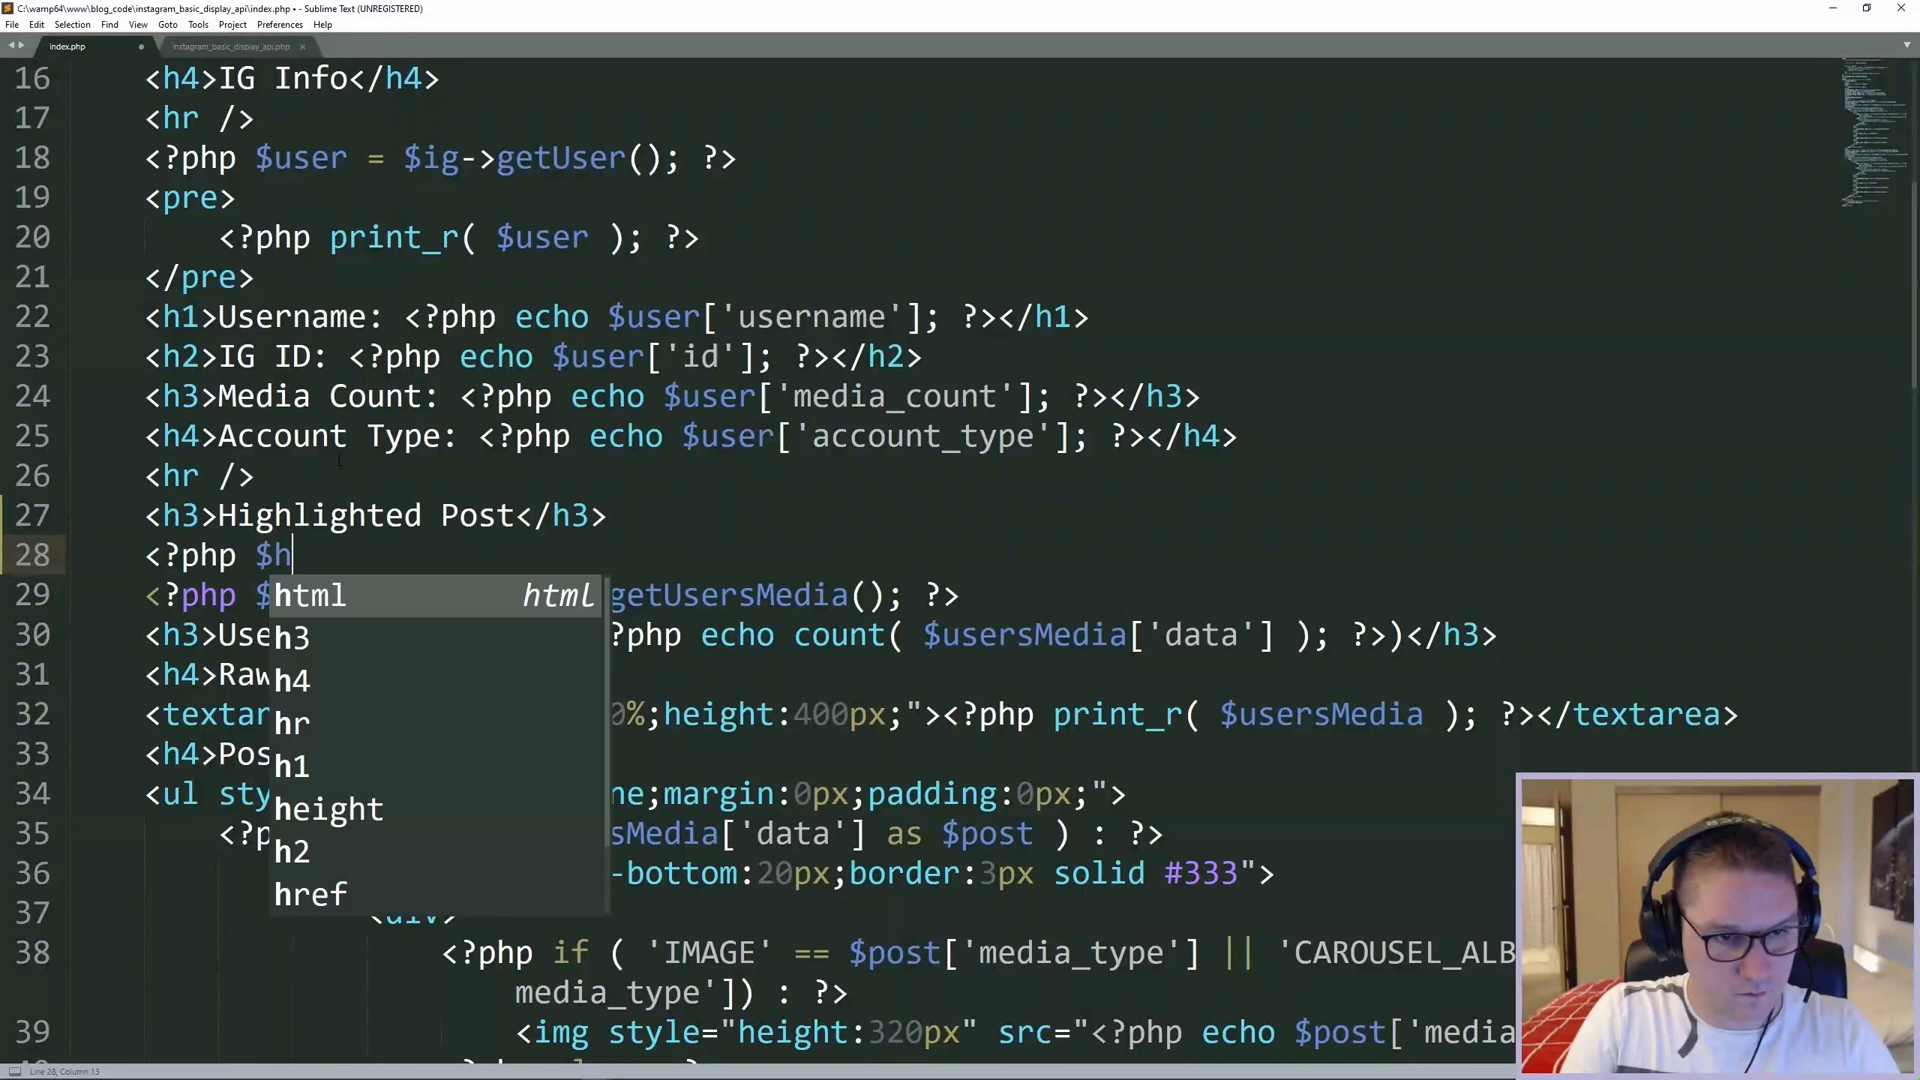 C:\wamp64\www\blog_code\instagram_basic_display_api\index.php • - Sublime Text (UNREGISTERED)
File Edit Selection Find View Goto Tools Project Preferences Help
index.php instagram_basic_display_api.php
16 <h4>IG Info</h4>
17 <hr />
18 <?php $user = $ig->getUser(); ?>
19 <pre>
20 <?php print_r( $user ); ?>
21 </pre>
22 <h1>Username: <?php echo $user['username']; ?></h1>
23 <h2>IG ID: <?php echo $user['id']; ?></h2>
24 <h3>Media Count: <?php echo $user['media_count']; ?></h3>
25 <h4>Account Type: <?php echo $user['account_type']; ?></h4>
26 <hr />
27 <h3>Highlighted Post</h3>
28 <?php $h
29 <?php $ html html getUsersMedia(); ?>
30 <h3>Use h3 ?php echo count( $usersMedia['data'] ); ?>)</h3>
31 <h4>Raw h4
32 <textar hr 0%;height:400px;"><?php print_r( $usersMedia ); ?></textarea>
33 <h4>Pos h1
34 <ul sty height ne;margin:0px;padding:0px;">
35 <?p h2 sMedia['data'] as $post ) : ?>
36 href -bottom:20px;border:3px solid #333">
37 <div>
38 <?php if ( 'IMAGE' == $post['media_type'] || 'CAROUSEL_ALB
media_type']) : ?>
39 <img style="height:320px" src="<?php echo $post['media
Line 28, Column 13